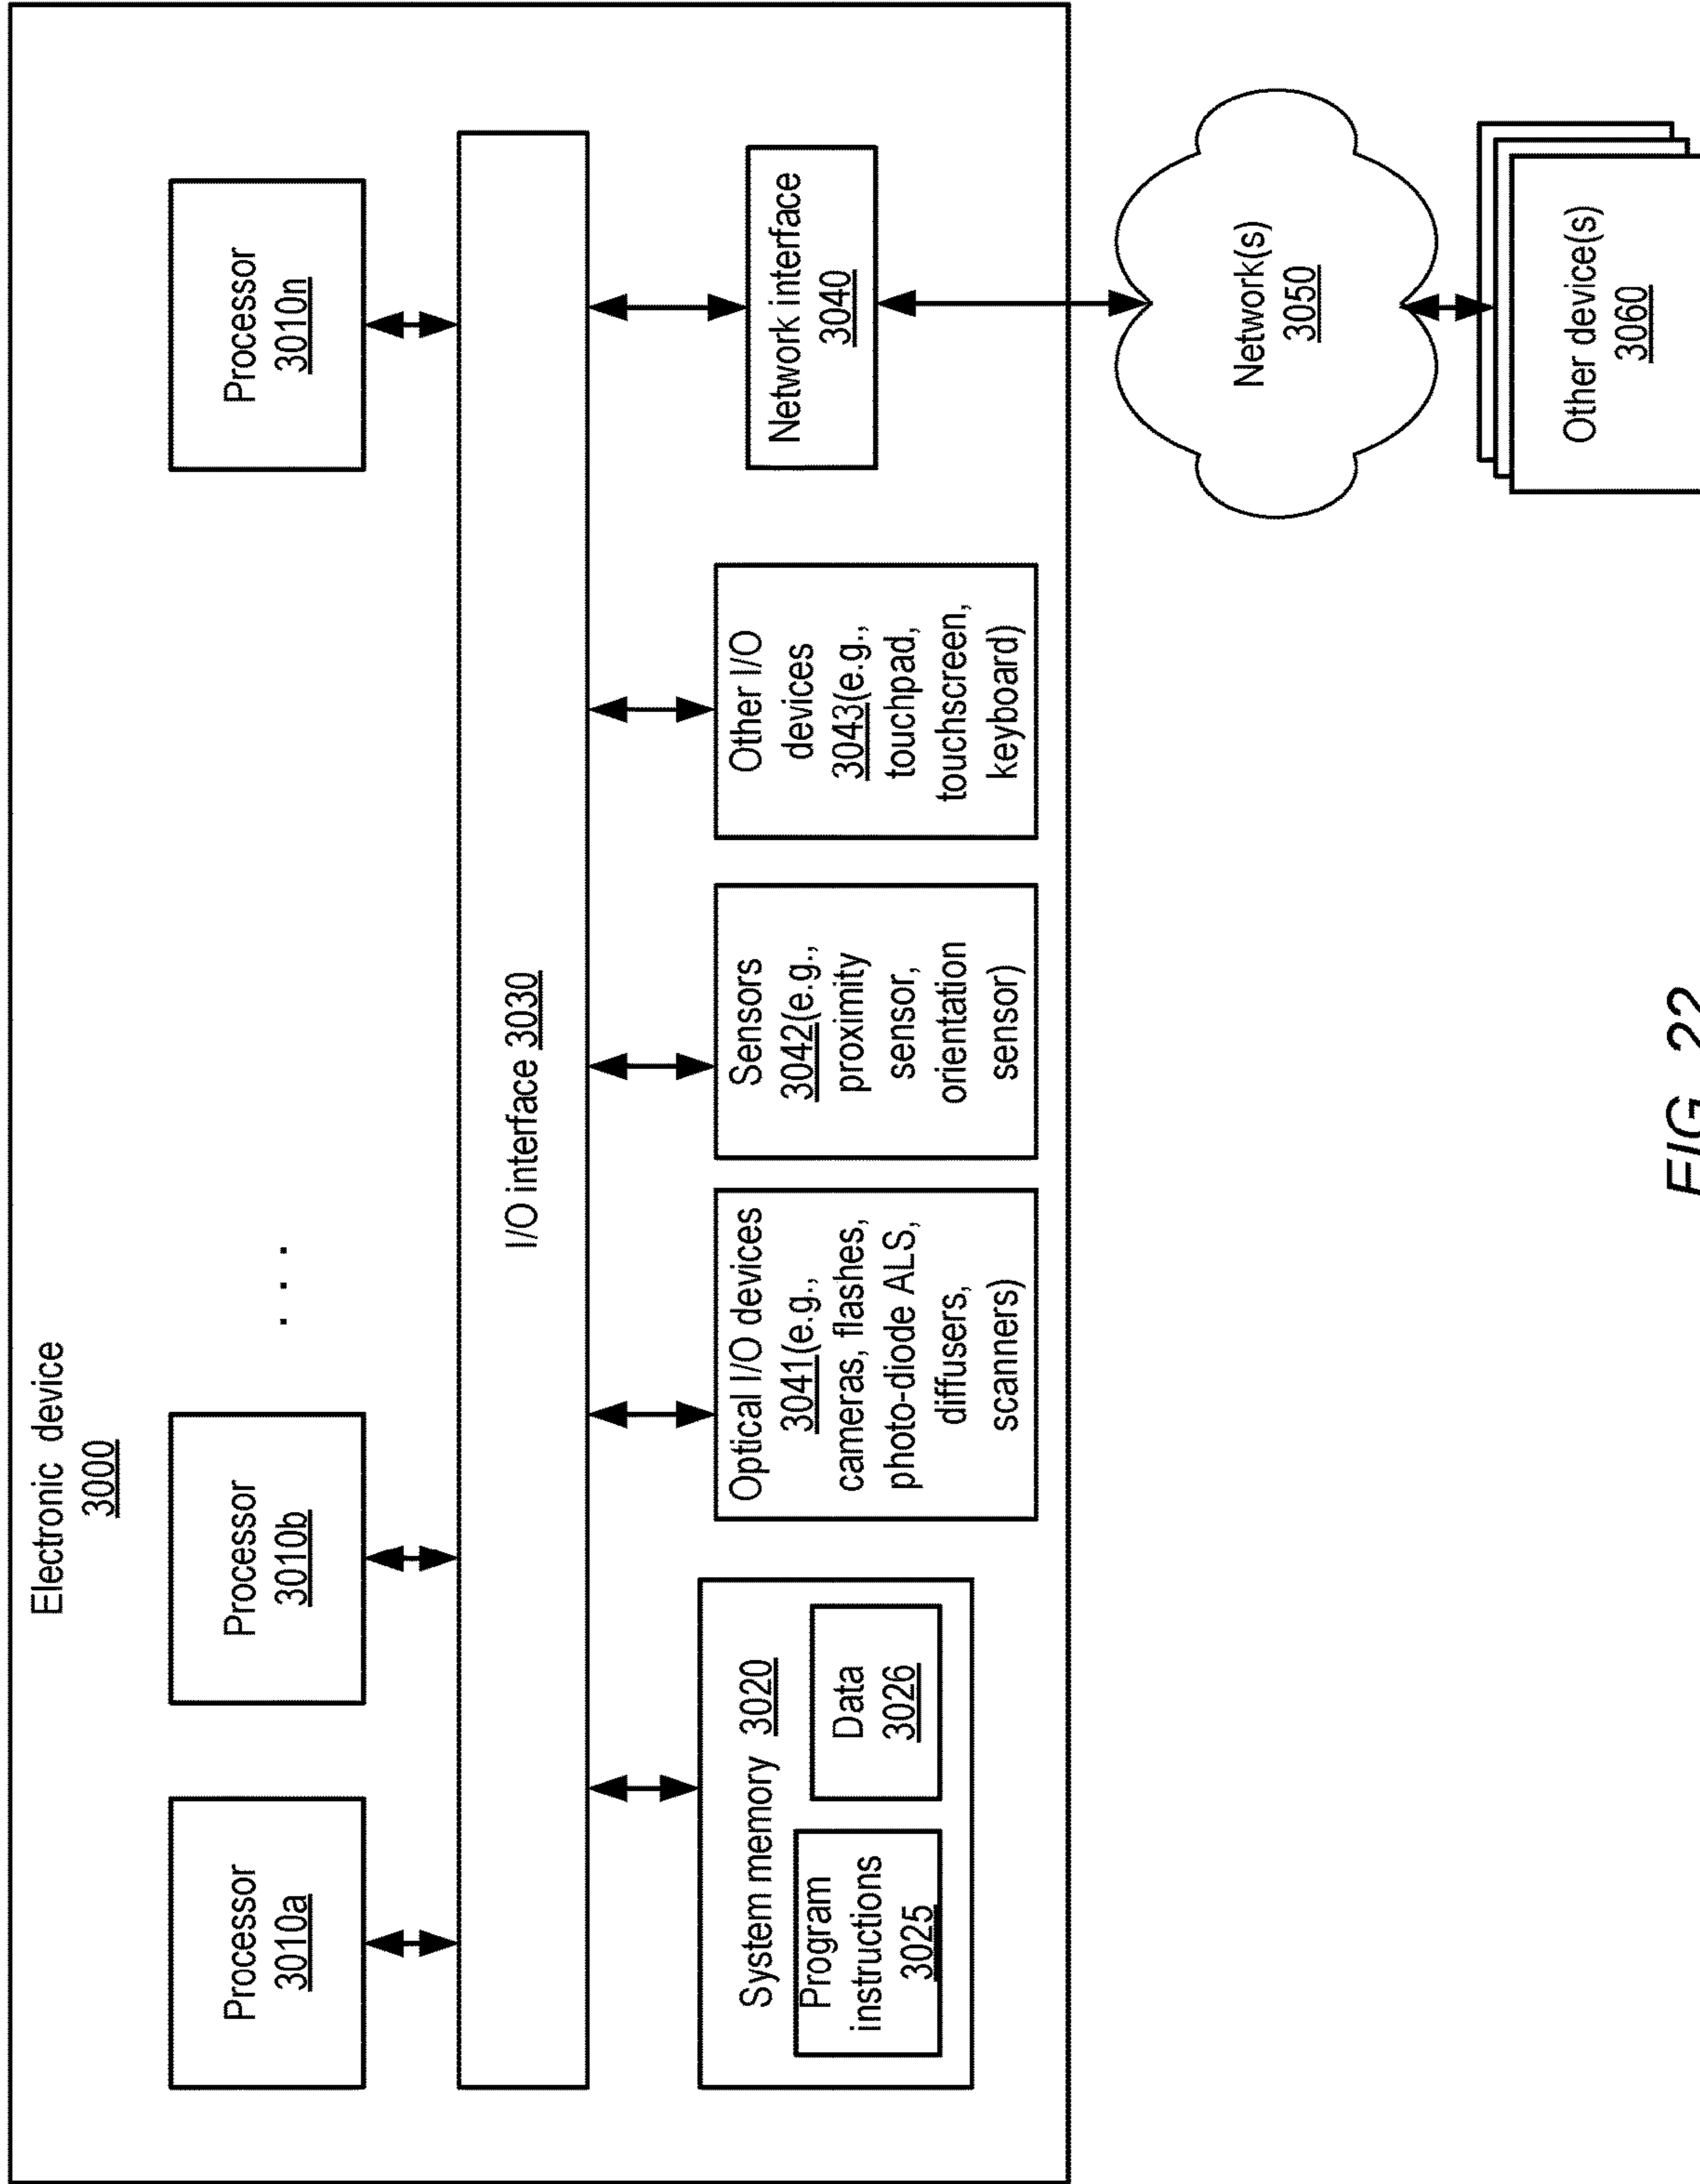 Electronic device
3000
Processor
3010a
Processor
3010b
. . .
Processor
3010n
I/O interface 3030
System memory 3020
Program
instructions
3025
Data
3026
Optical I/O devices
3041(e.g.,
cameras, flashes,
photo-diode ALS,
diffusers,
scanners)
Sensors
3042(e.g.,
proximity
sensor,
orientation
sensor)
Other I/O
devices
3043(e.g.,
touchpad,
touchscreen,
keyboard)
Network interface
3040
Network(s)
3050
Other device(s)
3060
FIG. 22